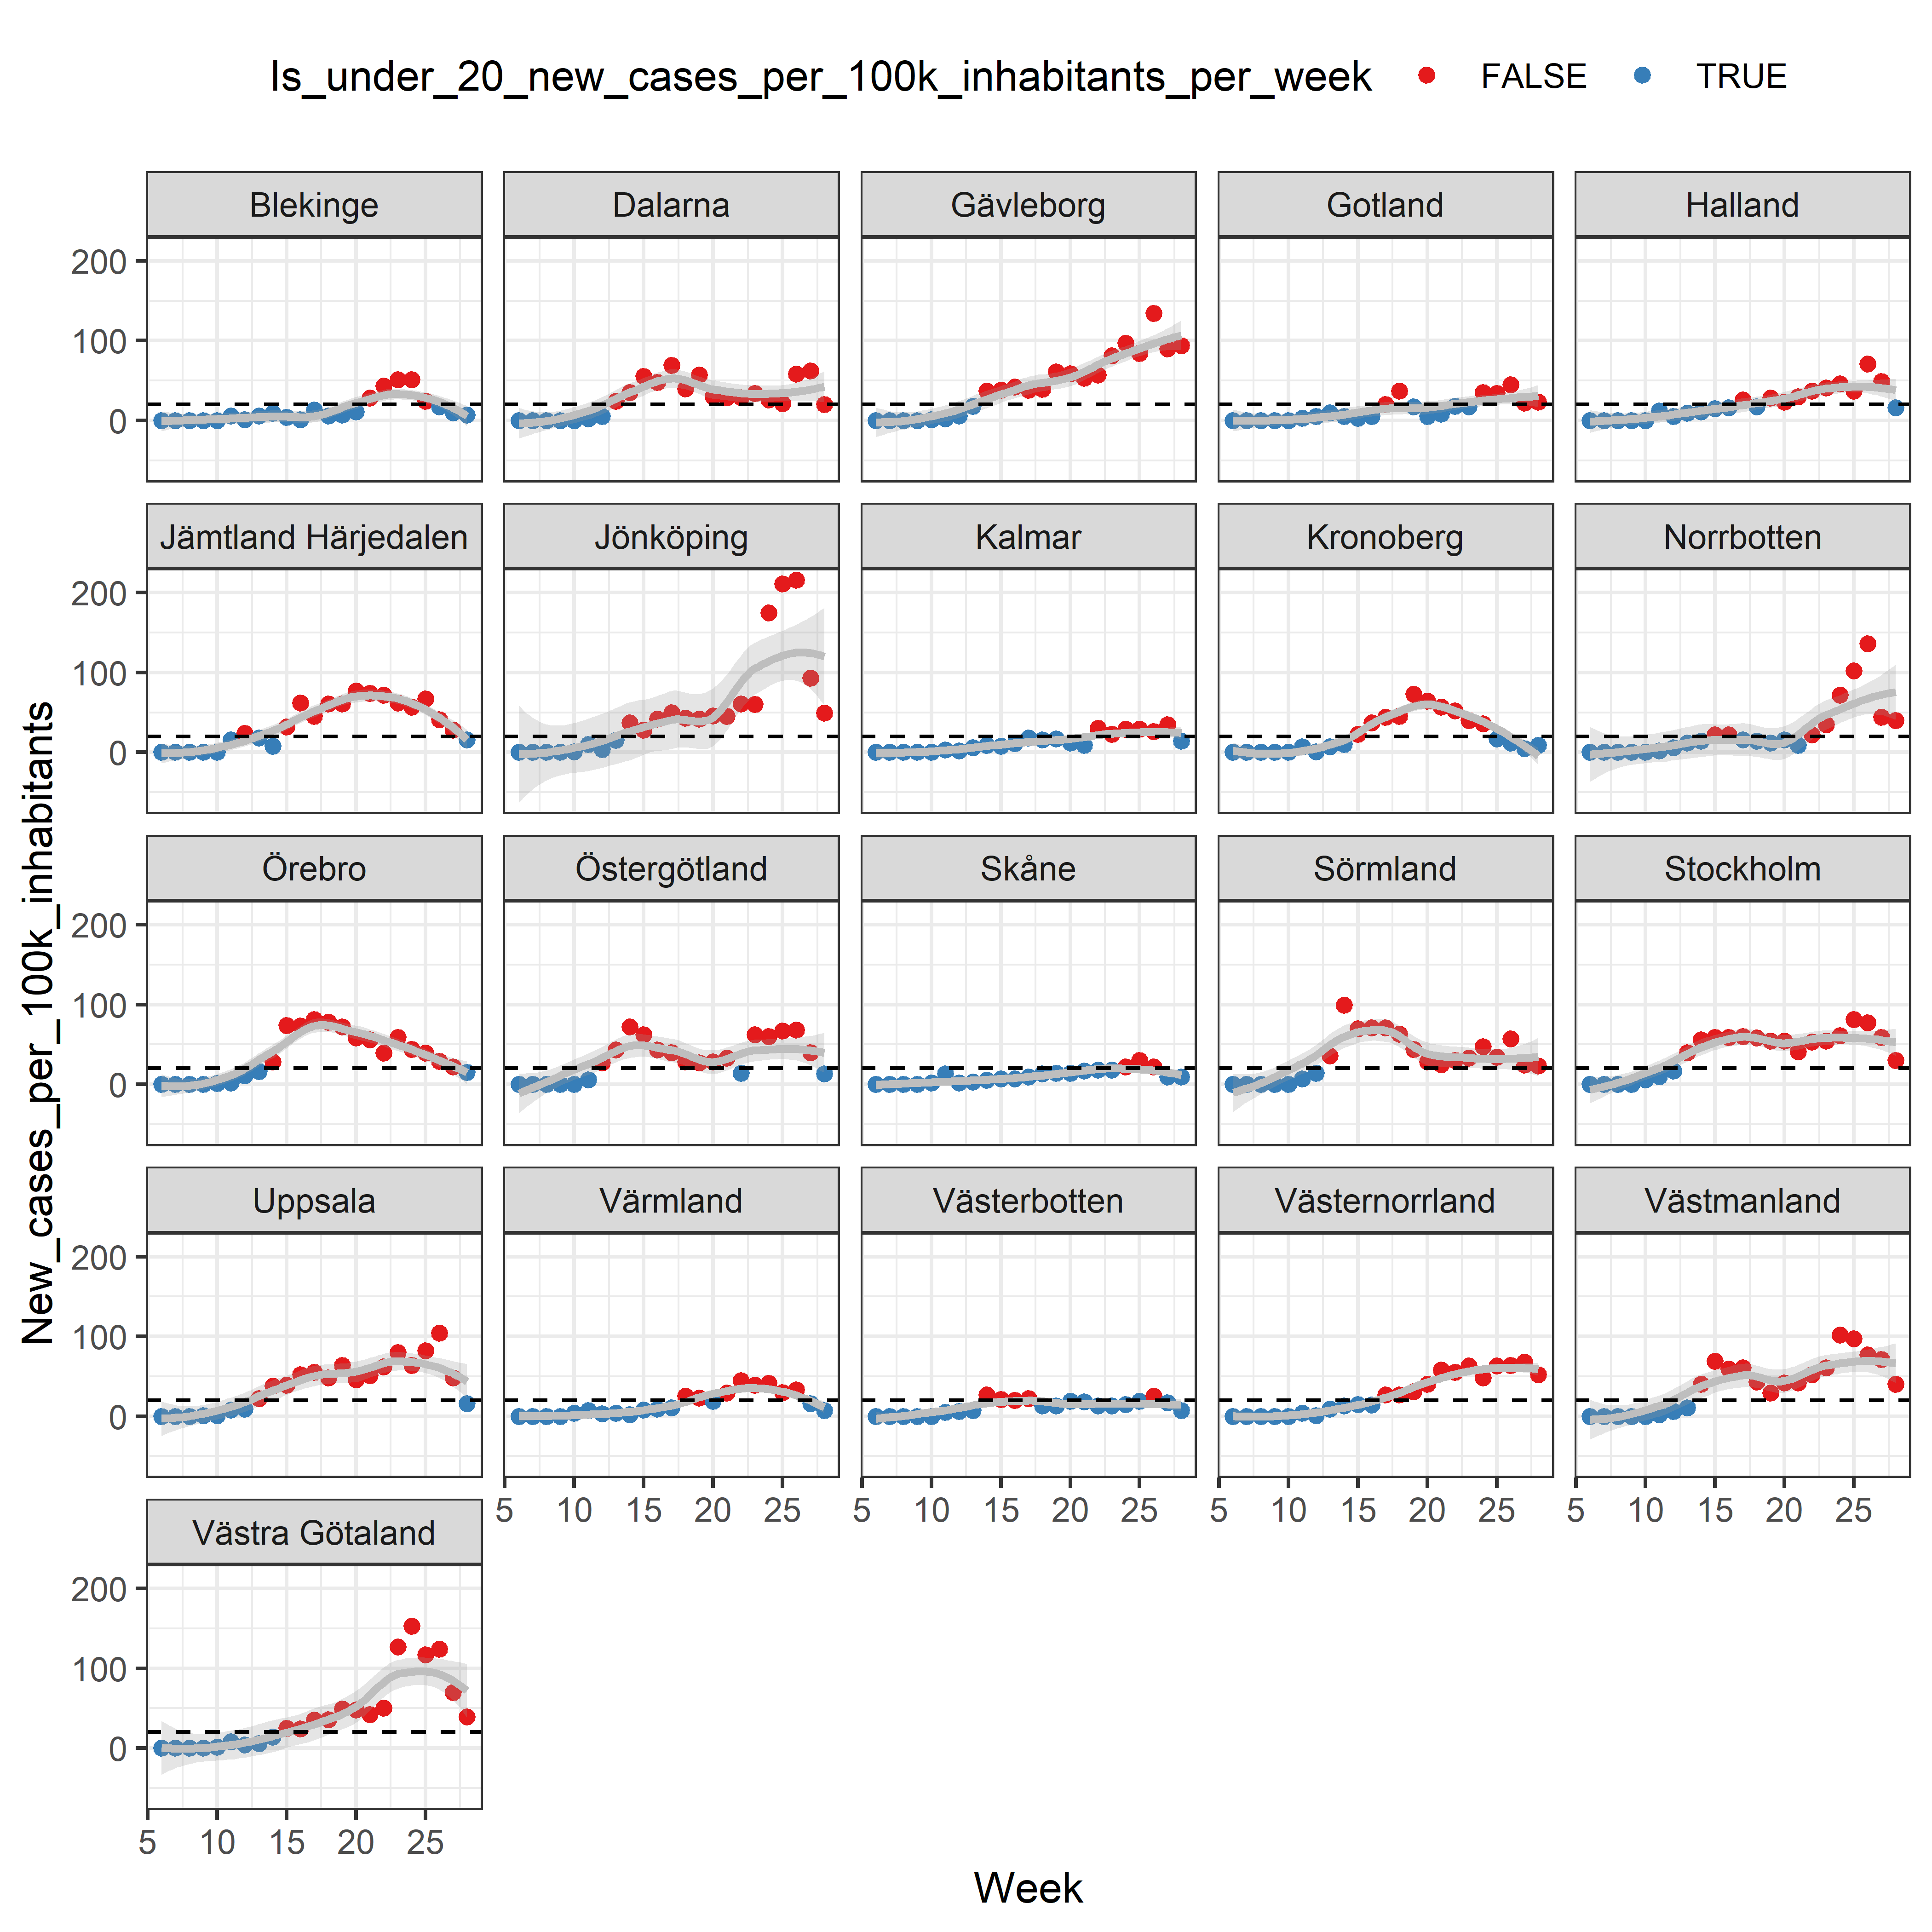 Is_under_20_new_cases_per_100k_inhabitants_per_week FALSE TRUE
Blekinge Dalarna Gävleborg Gotland Halland
200
100
0
Jämtland Härjedalen Jönköping Kalmar Kronoberg Norrbotten
200
100
0
Örebro Östergötland Skåne Sörmland Stockholm
200
100
0
Uppsala Värmland Västerbotten Västernorrland Västmanland
200
100
0
5 10 15 20 25 5 10 15 20 25 5 10 15 20 25 5 10 15 20 25
Västra Götaland
200
100
0
5 10 15 20 25
New_cases_per_100k_inhabitants
Week